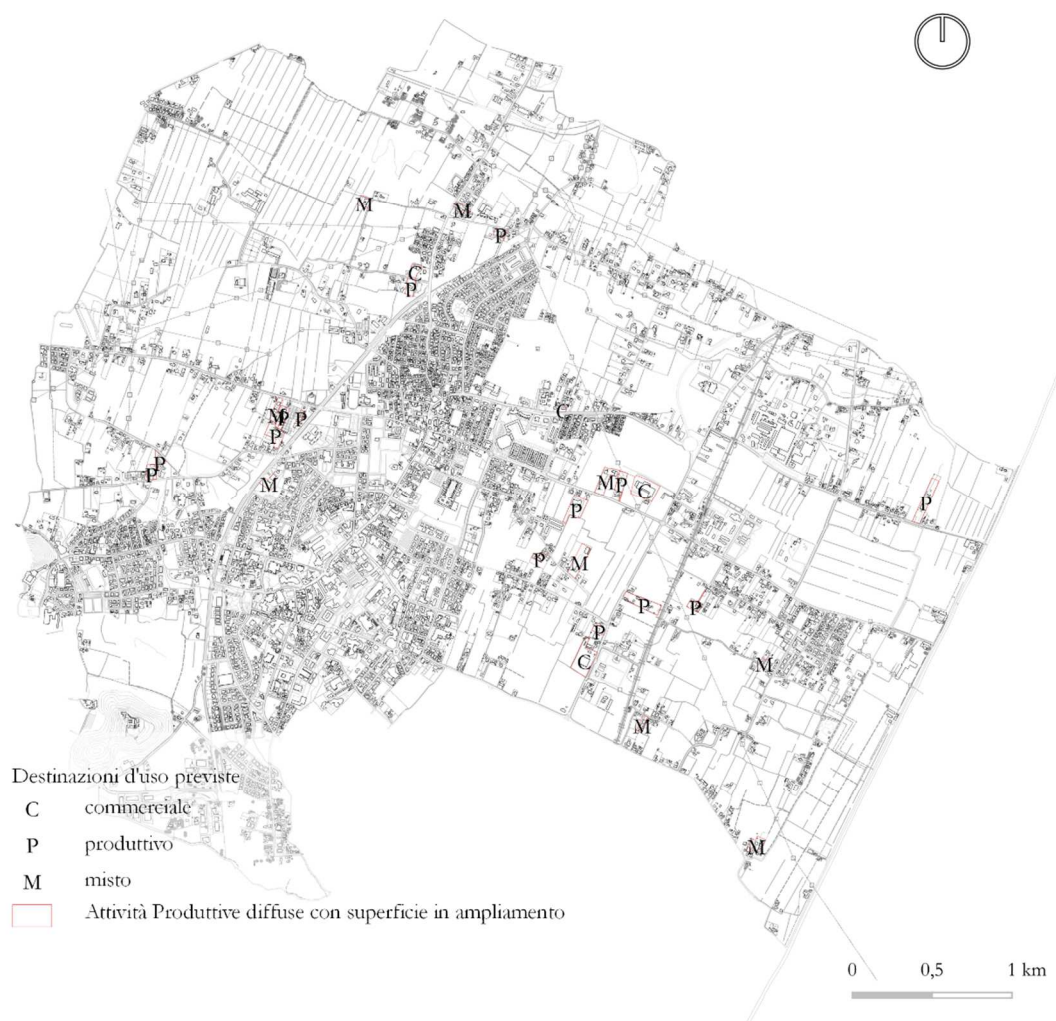 M
M
P
C
P
M
P
P
P
C
P
P
M
M
P
C
P
P
P
M
P
P
P
C
M
M
M
Destinazioni d'uso previste
C commerciale
P produttivo
M misto
Attività Produttive diffuse con superficie in ampliamento
0 0,5 1 km